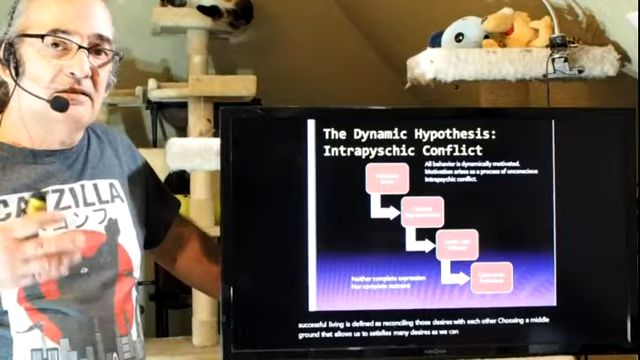 CATZILLA
The Dynamic Hypothesis:
Intrapyschic Conflict
All behavior is dynamically motivated.
Motivation arises as a process of unconscious
intrapsychic conflict.
Neither complete expression
Nor complete restraint
successful living is defined as reconciling those desires with each other Choosing a middle
ground that allows us to satisfies many desires as we can